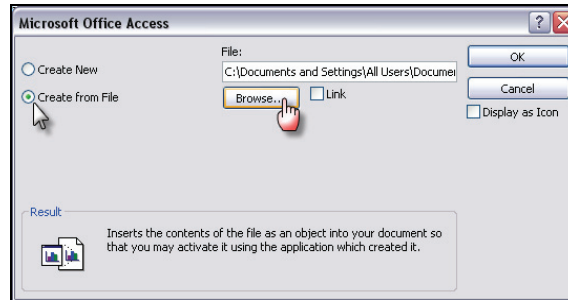 Microsoft Office Access
File:
OK
Create New
C:\Documents and Settings\All Users\Documer
Create from File
Browse...
Link
Cancel
Display as Icon
Result
Inserts the contents of the file as an object into your document so
that you may activate it using the application which created it.